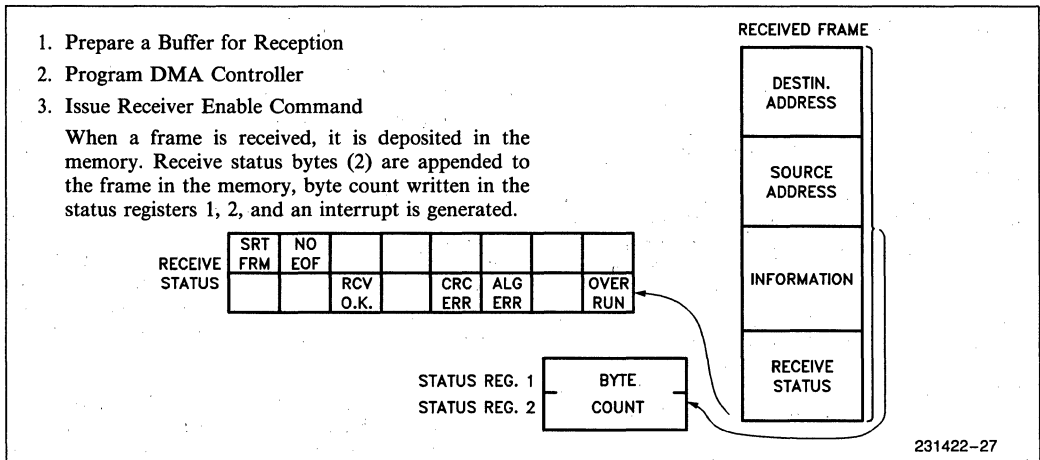 1. Prepare a Buffer for Reception
2. Program DMA Controller
3. Issue Receiver Enable Command
When a frame is received, it is deposited in the
memory. Receive status bytes (2) are appended to
the frame in the memory, byte count written in the
status registers 1, 2, and an interrupt is generated.
RECEIVE
STATUS
SRT
FRM
NO
EOF
RCV
O.K.
CRC
ERR
ALG
ERR
OVER
RUN
STATUS REG. 1
STATUS REG. 2
BYTE
COUNT
RECEIVED FRAME
DESTIN.
ADDRESS
SOURCE
ADDRESS
INFORMATION
RECEIVE
STATUS
231422-27